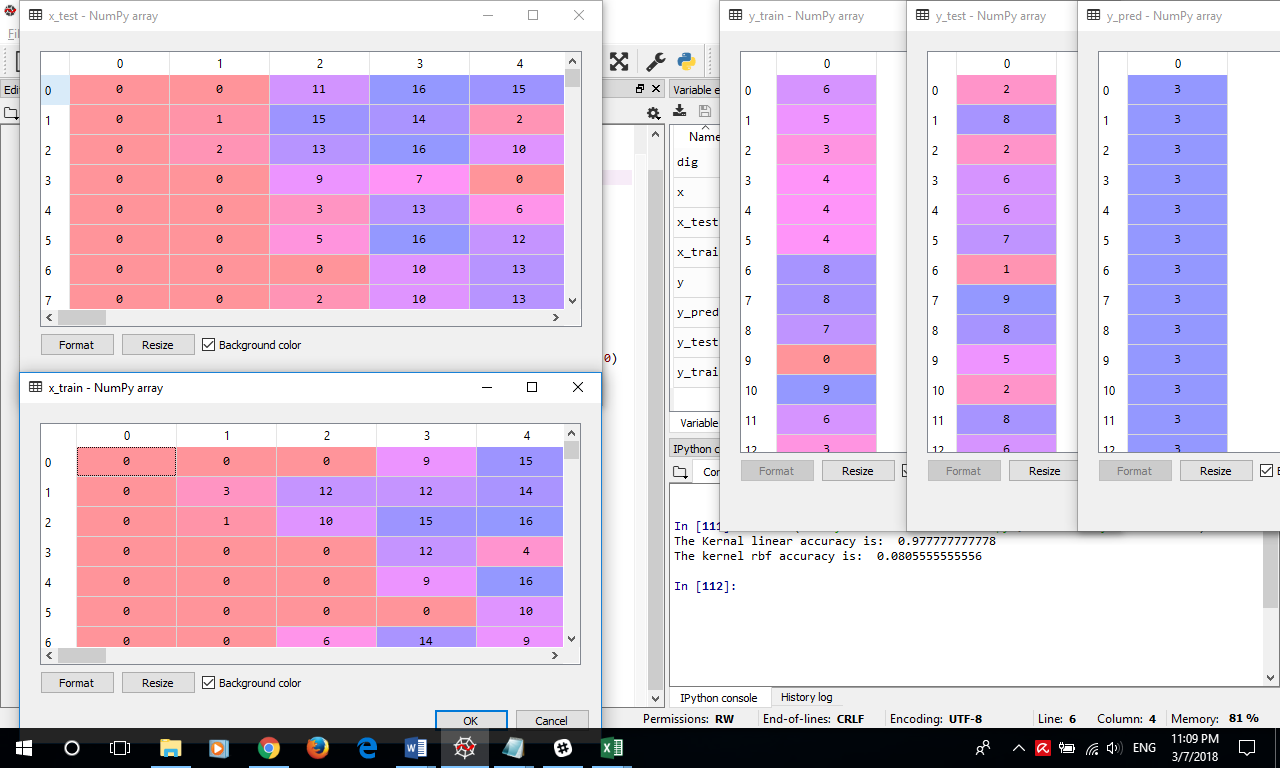 x_test - NumPy array
0 1 2 3 4
0 0 0 11 16 15
1 0 1 15 14 2
2 0 2 13 16 10
3 0 0 9 7 0
4 0 0 3 13 6
5 0 0 5 16 12
6 0 0 0 10 13
7 0 0 2 10 13
Format Resize Background color
x_train - NumPy array
0 1 2 3 4
0 0 0 0 9 15
1 0 3 12 12 14
2 0 1 10 15 16
3 0 0 0 12 4
4 0 0 0 9 16
5 0 0 0 0 10
6 0 0 6 14 9
Format Resize Background color
OK Cancel
0)
Variable e
Name
dig
x
x_test
x_trai
y
y_pred
y_test
y_trai
Variable
y_train - NumPy array
0
0 6
1 5
2 3
3 4
4 4
5 4
6 8
7 8
8 7
9 0
10 9
11 6
12 3
Format Resize
y_test - NumPy array
0
0 2
1 8
2 2
3 6
4 6
5 7
6 1
7 9
8 8
9 5
10 2
11 8
12 6
Format Resize
y_pred - NumPy array
0
0 3
1 3
2 3
3 3
4 3
5 3
6 3
7 3
8 3
9 3
10 3
11 3
12 3
Format Resize
IPython c
Cor
In [111
The Kernal linear accuracy is: 0.977777777778
The kernel rbf accuracy is: 0.0805555555556
In [112]:
IPython console History log
Permissions: RW End-of-lines: CRLF Encoding: UTF-8 Line: 6 Column: 4 Memory: 81 %
ENG
11:09 PM
3/7/2018